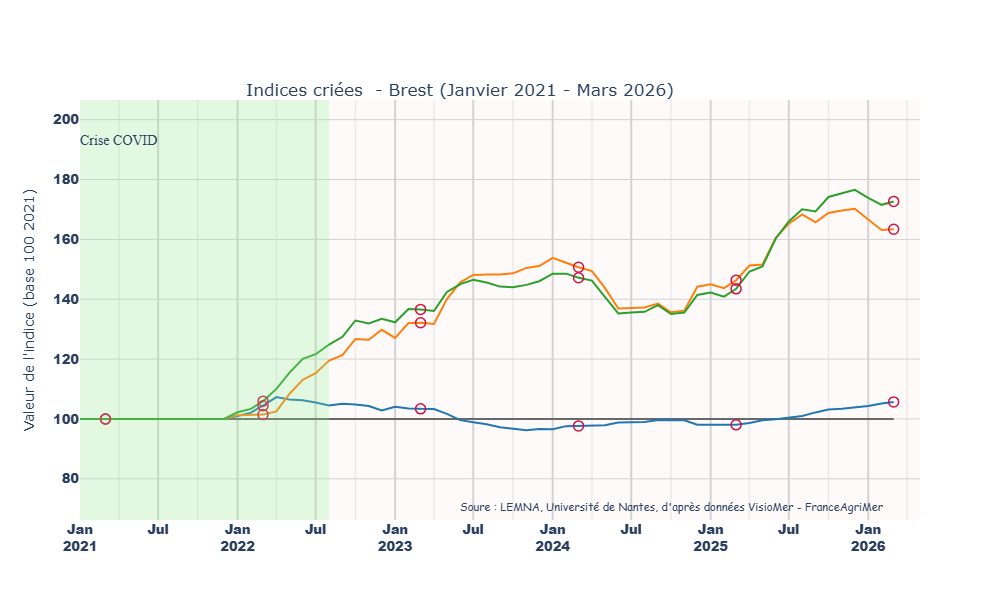 Indices criées  - Brest (Janvier 2021 - Mars 2026)
Valeur de l'indice (base 100 2021)
200
180
160
140
120
100
80
Crise COVID
Soure : LEMNA, Université de Nantes, d'après données VisioMer - FranceAgriMer
Jan Jul Jan Jul Jan Jul Jan Jul Jan Jul Jan
2021 2022 2023 2024 2025 2026